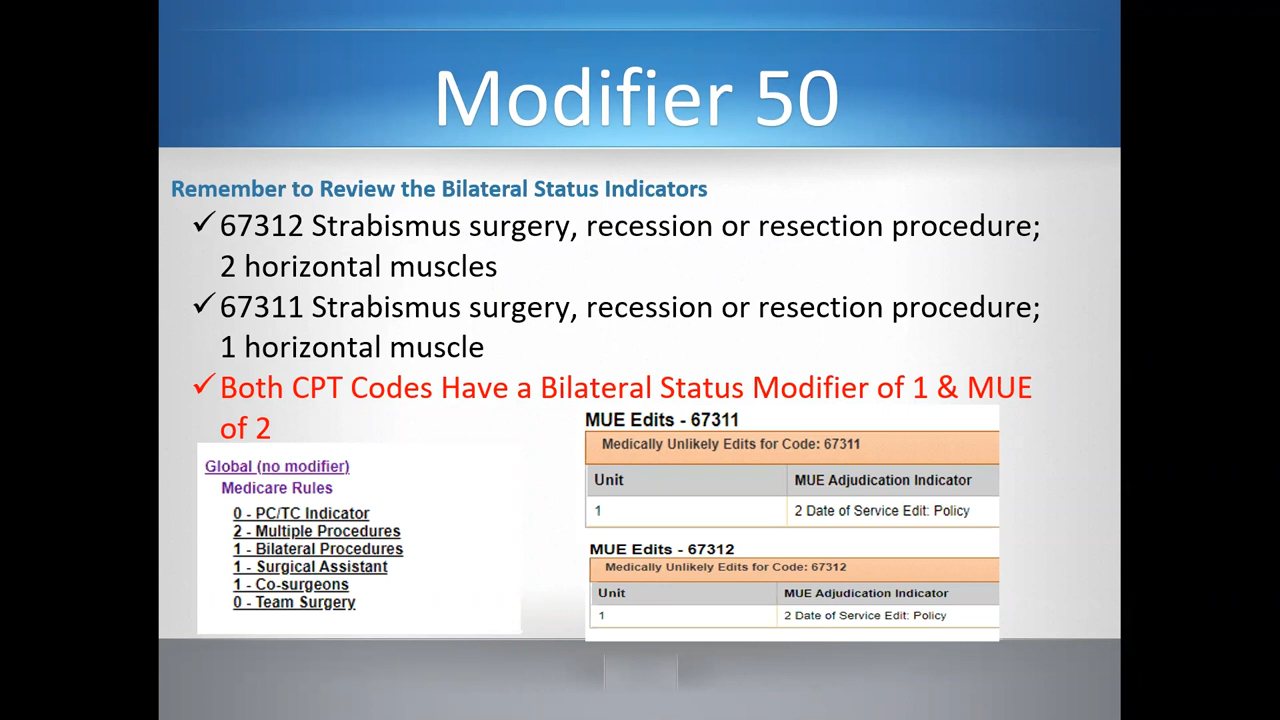 Modifier 50
Remember to Review the Bilateral Status Indicators
✓67312 Strabismus surgery, recession or resection procedure;
2 horizontal muscles
✓67311 Strabismus surgery, recession or resection procedure;
1 horizontal muscle
✓Both CPT Codes Have a Bilateral Status Modifier of 1 & MUE
of 2
Global (no modifier)
Medicare Rules
0 - PC/TC Indicator
2 - Multiple Procedures
1 - Bilateral Procedures
1 - Surgical Assistant
1 - Co-surgeons
0 - Team Surgery
MUE Edits - 67311
Medically Unlikely Edits for Code: 67311
Unit MUE Adjudication Indicator
1 2 Date of Service Edit: Policy
MUE Edits - 67312
Medically Unlikely Edits for Code: 67312
Unit MUE Adjudication Indicator
1 2 Date of Service Edit: Policy